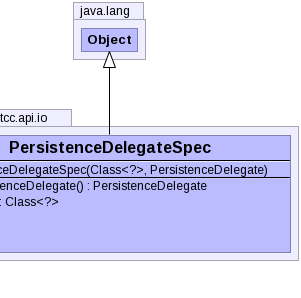 java.lang
Object
tcc.api.io
PersistenceDelegateSpec
ceDelegateSpec(Class<?>, PersistenceDelegate)
enceDelegate() : PersistenceDelegate
: Class<?>